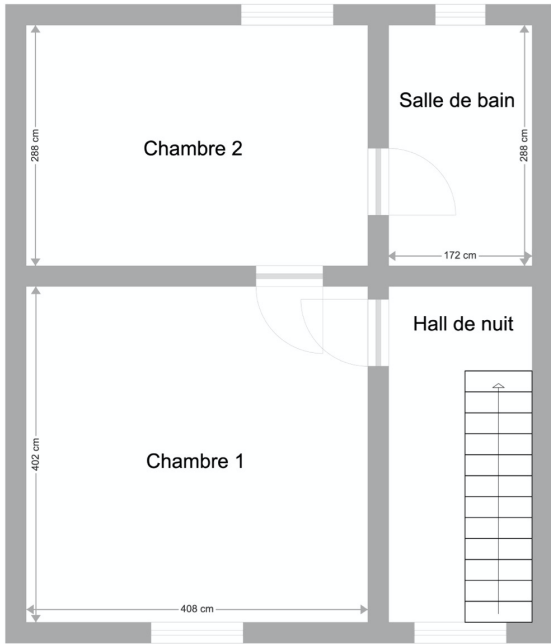 Salle de bain
Chambre 2
288 cm
288 cm
172 cm
Hall de nuit
Chambre 1
402 cm
408 cm